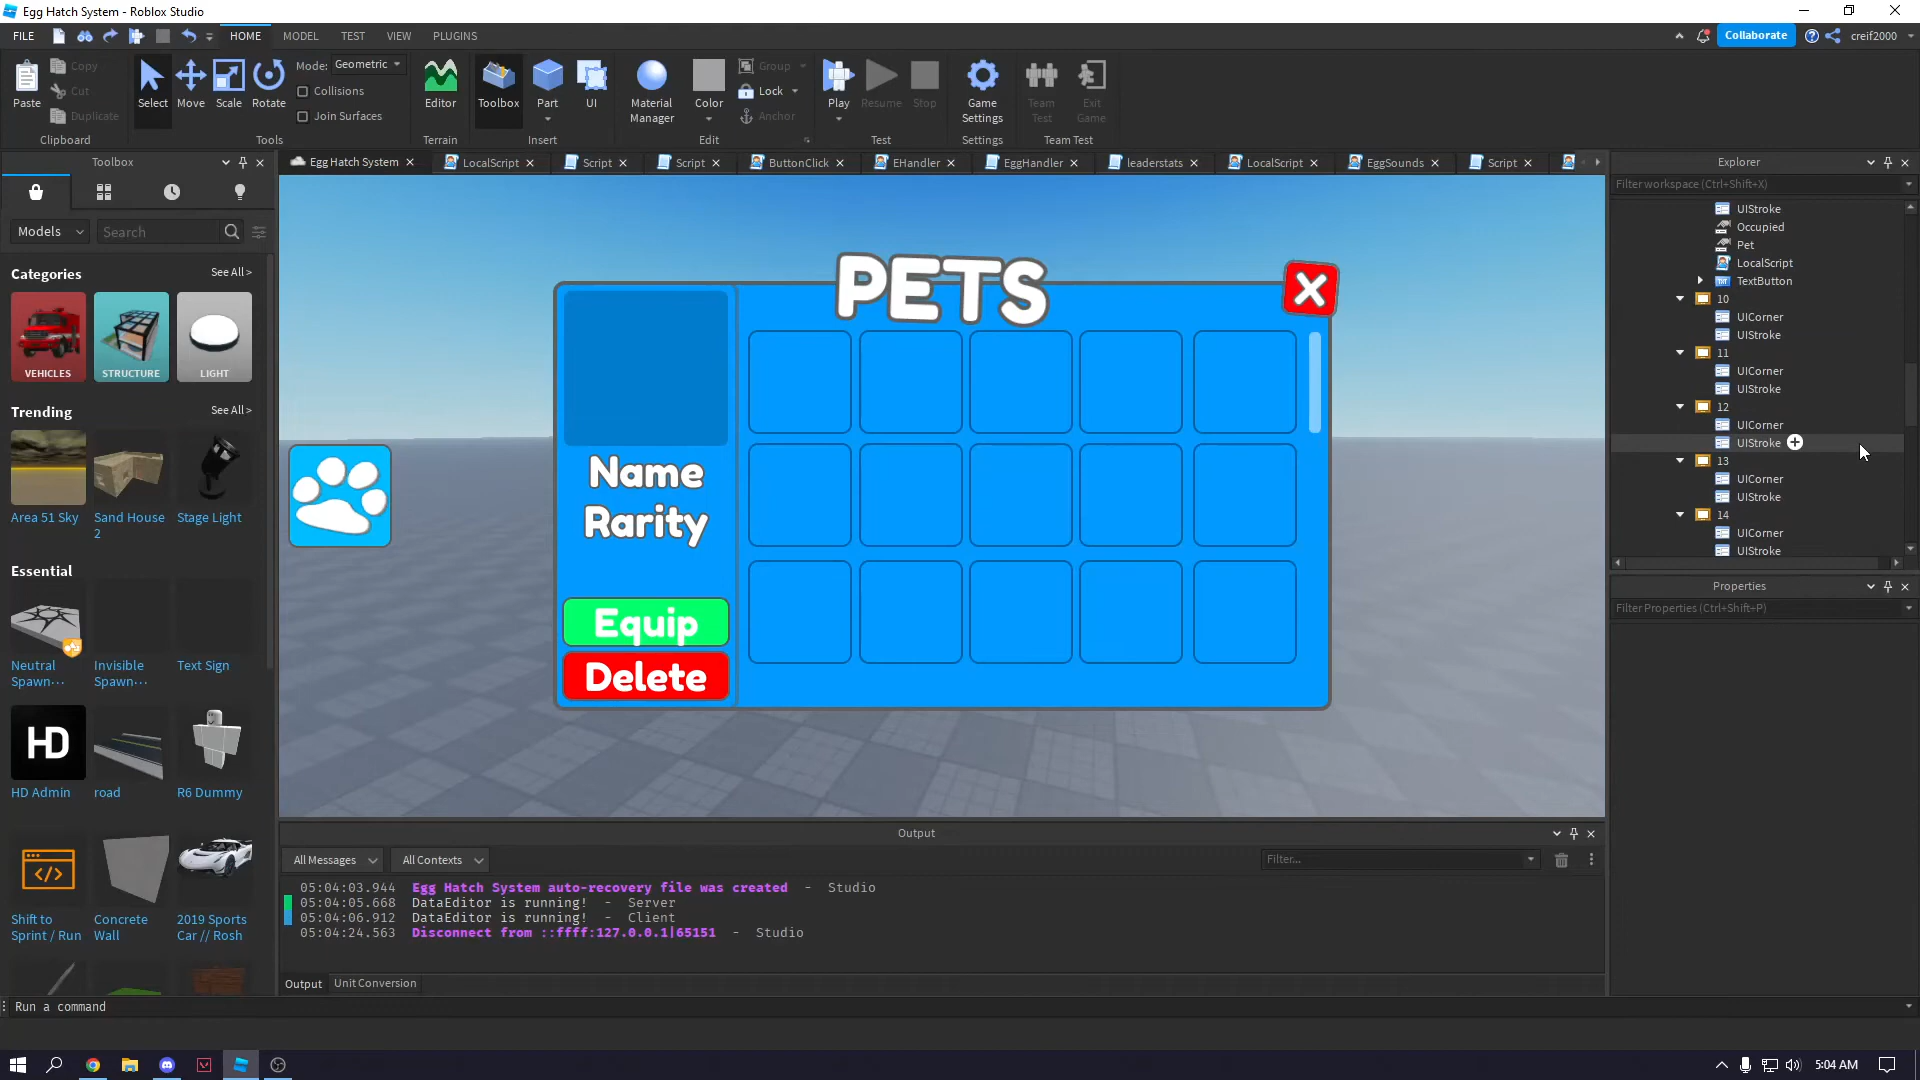 Egg Hatch System - Roblox Studio
FILE HOME MODEL TEST VIEW PLUGINS Collaborate creif2000
Paste Copy Cut Duplicate Clipboard
Select Move Scale Rotate Mode: Geometric Collisions Join Surfaces Tools
Editor Terrain
Toolbox Part UI Insert
Material Manager Color Group Lock Anchor Edit
Play Resume Stop Test
Game Settings Settings
Team Test Exit Game Team Test
Toolbox
Egg Hatch System LocalScript Script Script ButtonClick EHandler EggHandler leaderstats LocalScript EggSounds Script
Models Search
Categories See All >
VEHICLES STRUCTURE LIGHT
Trending See All >
Area 51 Sky
Sand House 2
Stage Light
Essential
Neutral Spawn...
Invisible Spawn...
Text Sign
HD
HD Admin road R6 Dummy
Shift to Sprint / Run
Concrete Wall
2019 Sports Car // Rosh
PETS
X
Name
Rarity
Equip
Delete
Explorer
Filter workspace (Ctrl+Shift+X)
UIStroke
Occupied
Pet
LocalScript
TextButton
10
UICorner
UIStroke
11
UICorner
UIStroke
12
UICorner
UIStroke
13
UICorner
UIStroke
14
UICorner
UIStroke
Properties
Filter Properties (Ctrl+Shift+P)
Output
All Messages All Contexts Filter...
05:04:03.944 Egg Hatch System auto-recovery file was created - Studio
05:04:05.668 DataEditor is running! - Server
05:04:06.912 DataEditor is running! - Client
05:04:24.563 Disconnect from ::ffff:127.0.0.1|65151 - Studio
Output Unit Conversion
Run a command
5:04 AM